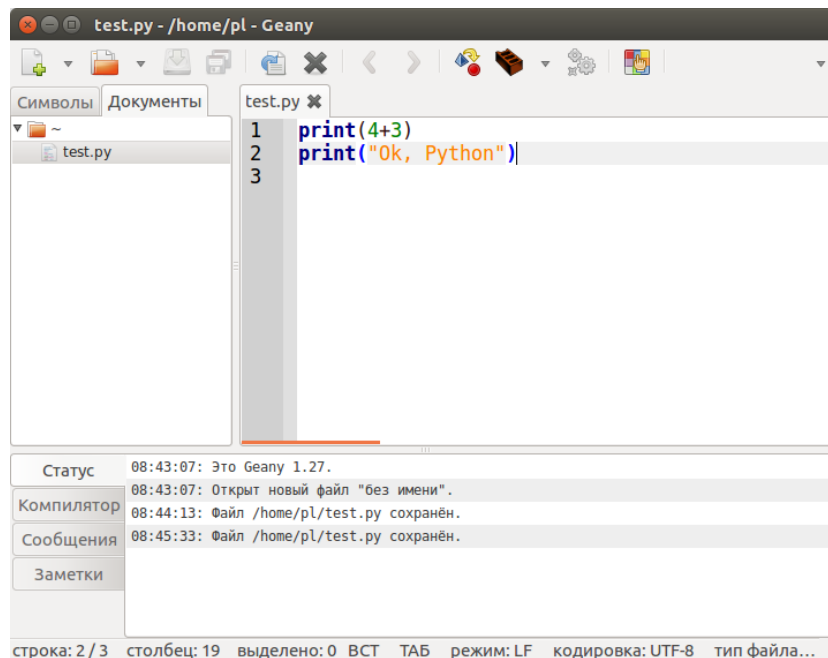 test.py - /home/pl - Geany
Символы Документы test.py
~
test.py
1 print(4+3)
2 print("Ok, Python")
3
Статус
Компилятор
Сообщения
Заметки
08:43:07: Это Geany 1.27.
08:43:07: Открыт новый файл "без имени".
08:44:13: Файл /home/pl/test.py сохранён.
08:45:33: Файл /home/pl/test.py сохранён.
строка: 2 / 3 столбец: 19 выделено: 0 ВСТ ТАБ режим: LF кодировка: UTF-8 тип файла...